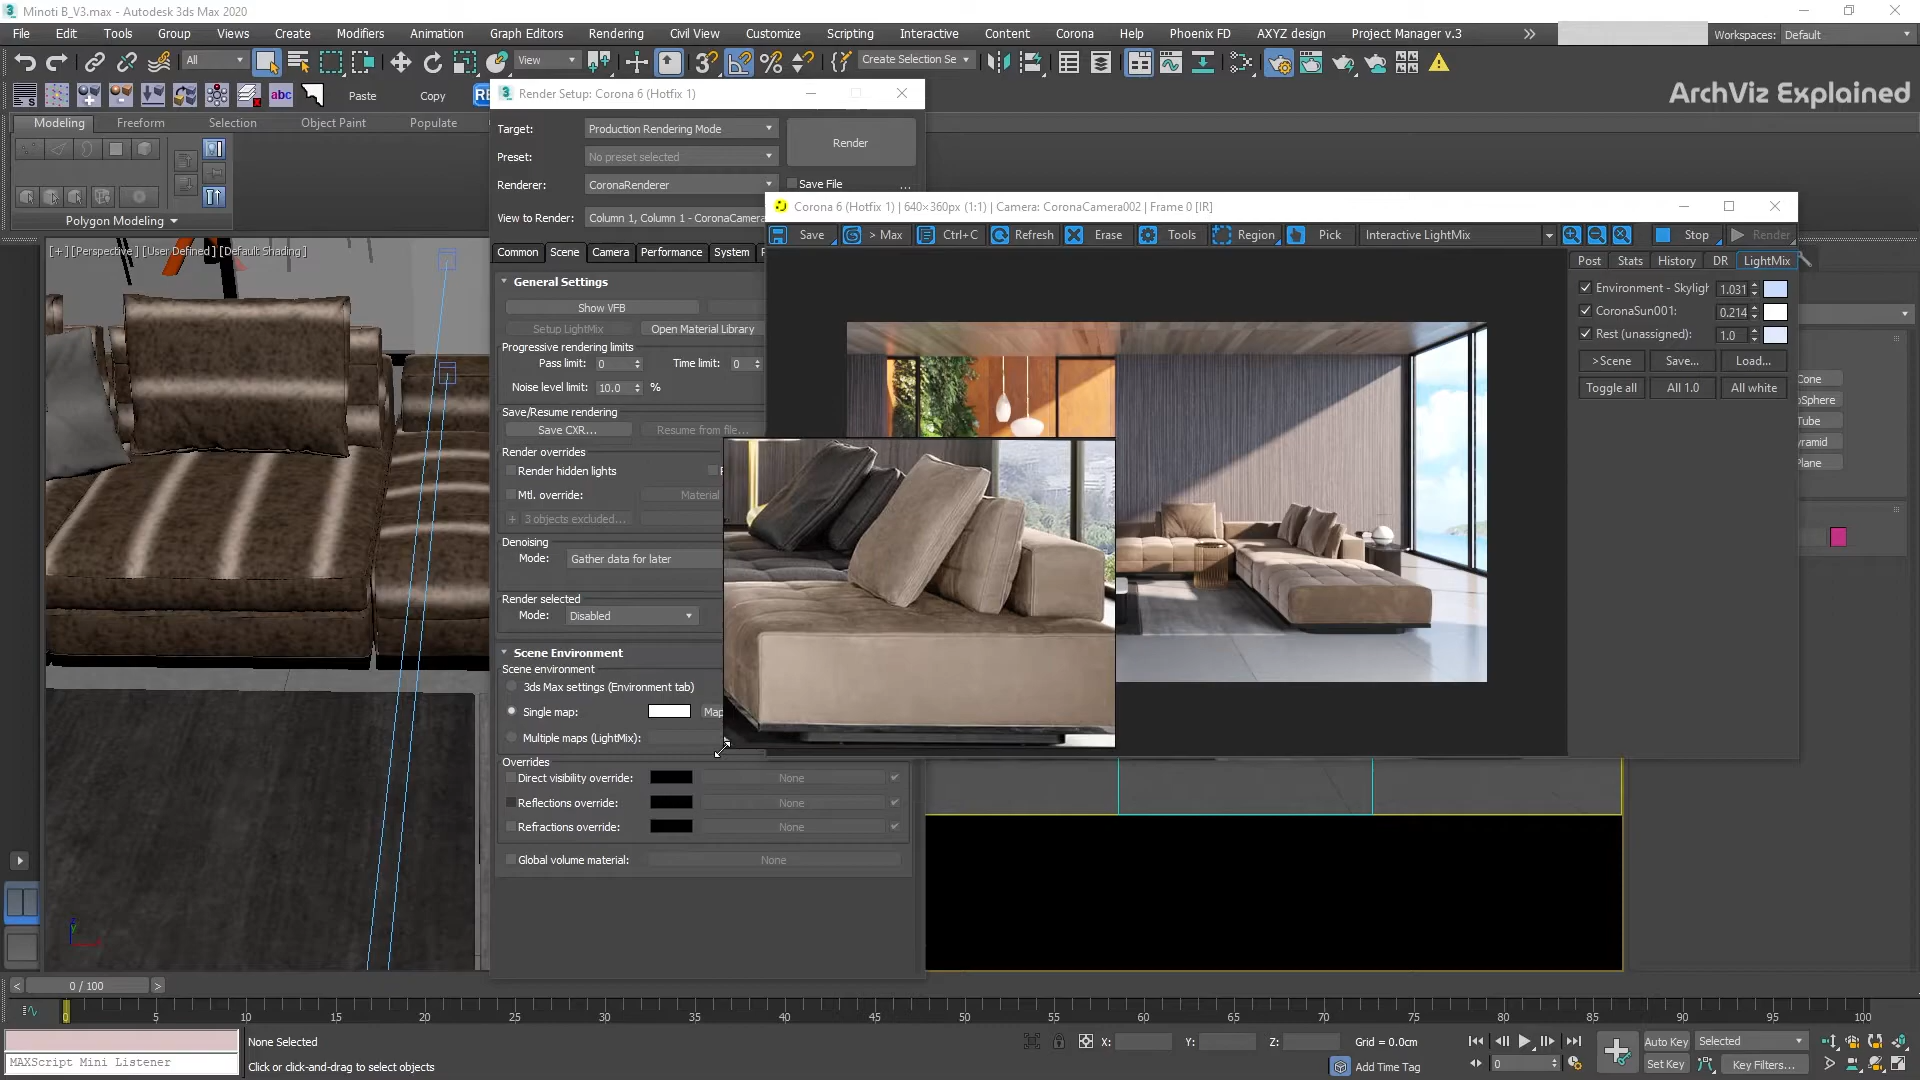 Minoti B_V3.max - Autodesk 3ds Max 2020
File Edit Tools Group Views Create Modifiers Animation Graph Editors Rendering Civil View Customize Scripting Interactive Content Corona Help Phoenix FD AXYZ design Project Manager v.3 Workspaces: Default
All View Create Selection Se
abc Paste Copy
ArchViz Explained
Modeling Freeform Selection Object Paint Populate
Polygon Modeling
[+] [Perspective] [User Defined] [Default Shading]
Render Setup: Corona 6 (Hotfix 1)
Target: Production Rendering Mode
Render
Preset: No preset selected
Renderer: CoronaRenderer
Save File ...
View to Render: Column 1, Column 1 - CoronaCamera
Common Scene Camera Performance System
General Settings
Show VFB
Setup LightMix Open Material Library
Progressive rendering limits
Pass limit: 0 Time limit: 0
Noise level limit: 10.0 %
Save/Resume rendering
Save CXR... Resume from file...
Render overrides
Render hidden lights
Mtl. override: Material
+ 3 objects excluded...
Denoising
Mode: Gather data for later
Render selected
Mode: Disabled
Scene Environment
Scene environment
3ds Max settings (Environment tab)
Single map: Map
Multiple maps (LightMix):
Overrides
Direct visibility override: None
Reflections override: None
Refractions override: None
Global volume material: None
Corona 6 (Hotfix 1) | 640×360px (1:1) | Camera: CoronaCamera002 | Frame 0 [IR]
Save > Max Ctrl+C Refresh Erase Tools Region Pick Interactive LightMix Stop Render
Post Stats History DR LightMix
Environment - Skyligh 1.031
CoronaSun001: 0.214
Rest (unassigned): 1.0
>Scene Save... Load...
Toggle all All 1.0 All white
Cone
oSphere
Tube
yramid
Plane
< 0 / 100 >
0 5 10 15 20 25 30 35 40 45 50 55 60 65 70 75 80 85 90 95 100
None Selected
X: Y: Z: Grid = 0.0cm
Auto Key Selected
MAXScript Mini Listener
Click or click-and-drag to select objects
Add Time Tag
0
Set Key Key Filters...